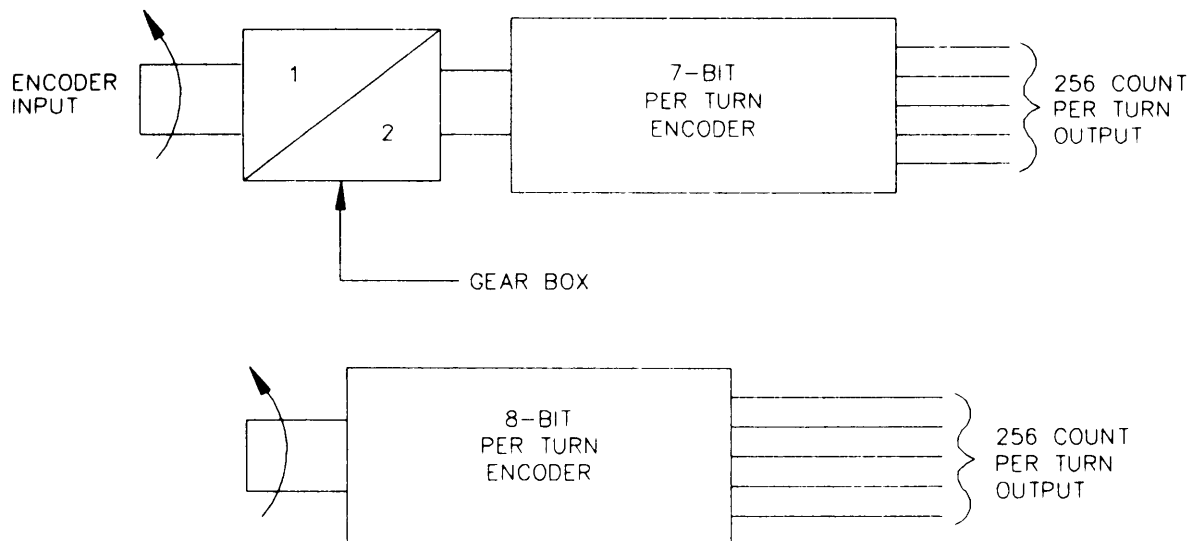 ENCODER
INPUT
1
2
7-BIT
PER TURN
ENCODER
256 COUNT
PER TURN
OUTPUT
GEAR BOX
8-BIT
PER TURN
ENCODER
256 COUNT
PER TURN
OUTPUT